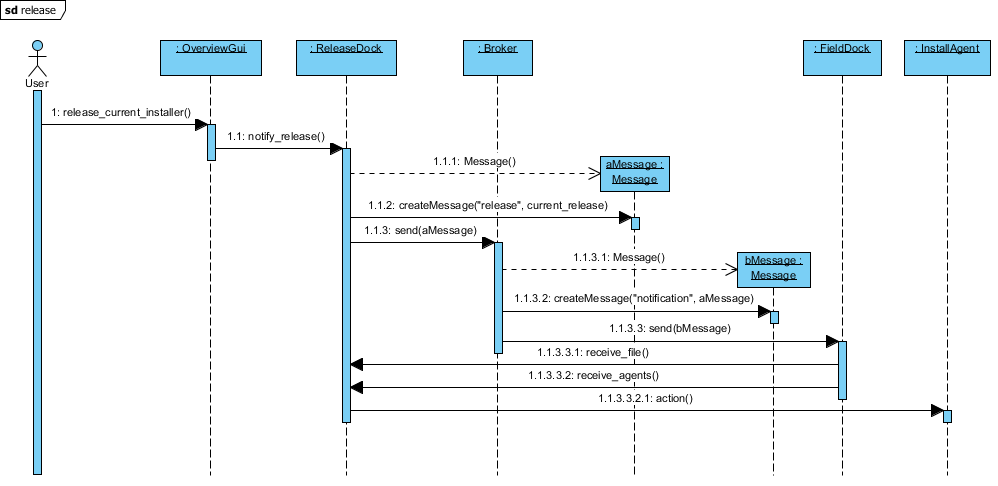 sd release
: OverviewGui
: ReleaseDock
: Broker
: FieldDock
: InstallAgent
User
1: release_current_installer()
1.1: notify_release()
1.1.1: Message()
aMessage :
Message
1.1.2: createMessage("release", current_release)
1.1.3: send(aMessage)
1.1.3.1: Message()
bMessage :
Message
1.1.3.2: createMessage("notification", aMessage)
1.1.3.3: send(bMessage)
1.1.3.3.1: receive_file()
1.1.3.3.2: receive_agents()
1.1.3.3.2.1: action()